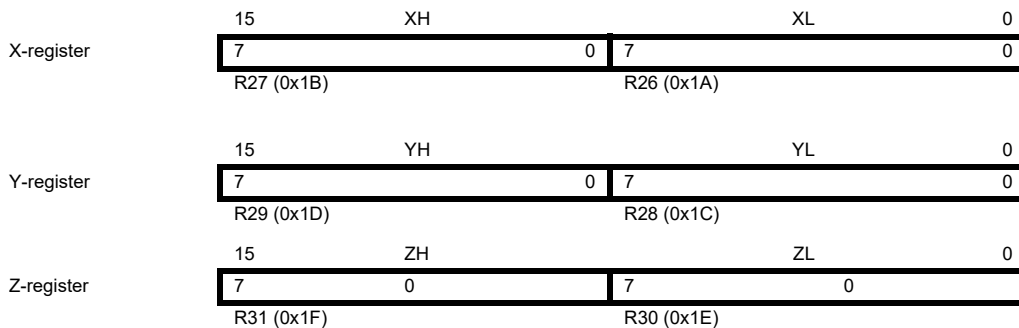 15 XH XL 0
X-register 7 0 7 0
R27 (0x1B) R26 (0x1A)
15 YH YL 0
Y-register 7 0 7 0
R29 (0x1D) R28 (0x1C)
15 ZH ZL 0
Z-register 7 0 7 0
R31 (0x1F) R30 (0x1E)